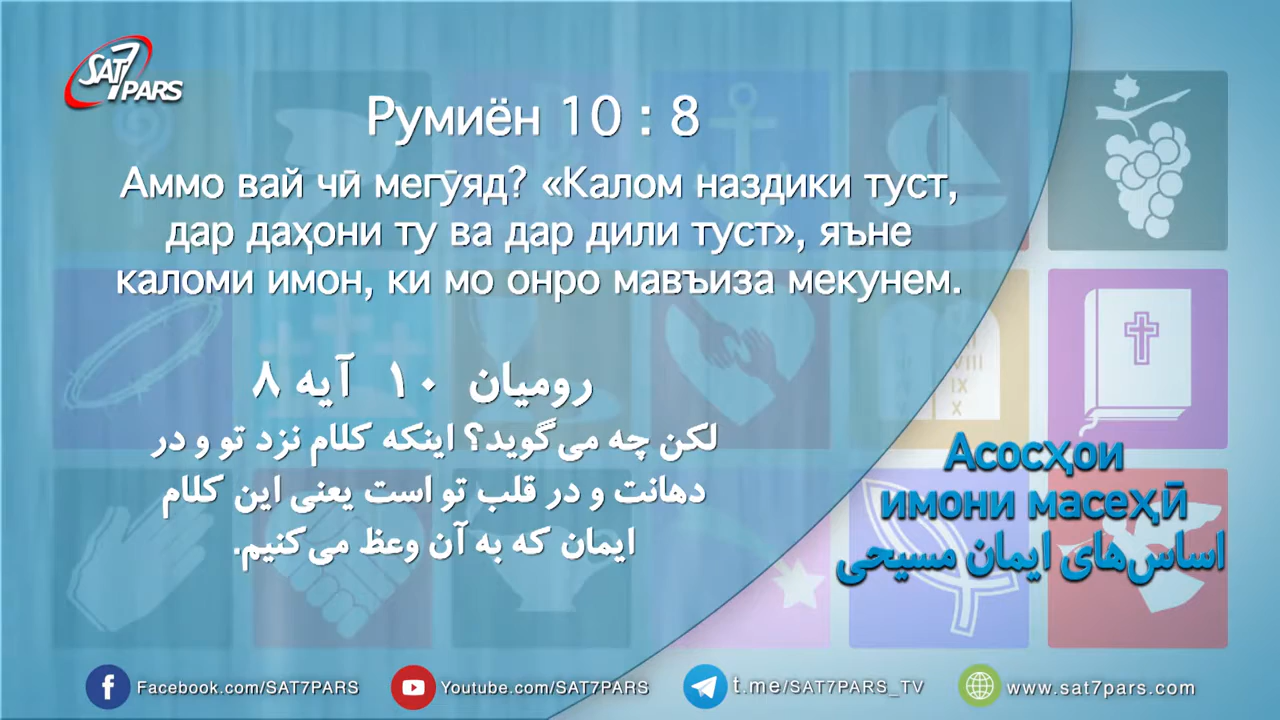 SAT7PARS
Румиён 10 : 8
Аммо вай чӣ мегӯяд? «Калом наздики туст,
дар даҳони ту ва дар дили туст», яъне
каломи имон, ки мо онро мавъиза мекунем.
رومیان ۱۰ آیه ۸
لکن چه می‌گوید؟ اینکه کلام نزد تو و در
دهانت و در قلب تو است یعنی این کلام
ایمان که به آن وعظ می‌کنیم.
VIII
IX
X
Асосҳои
имони масеҳӣ
اساس‌های ایمان مسیحی
Facebook.com/SAT7PARS
Youtube.com/SAT7PARS
t.me/SAT7PARS_TV
www.sat7pars.com